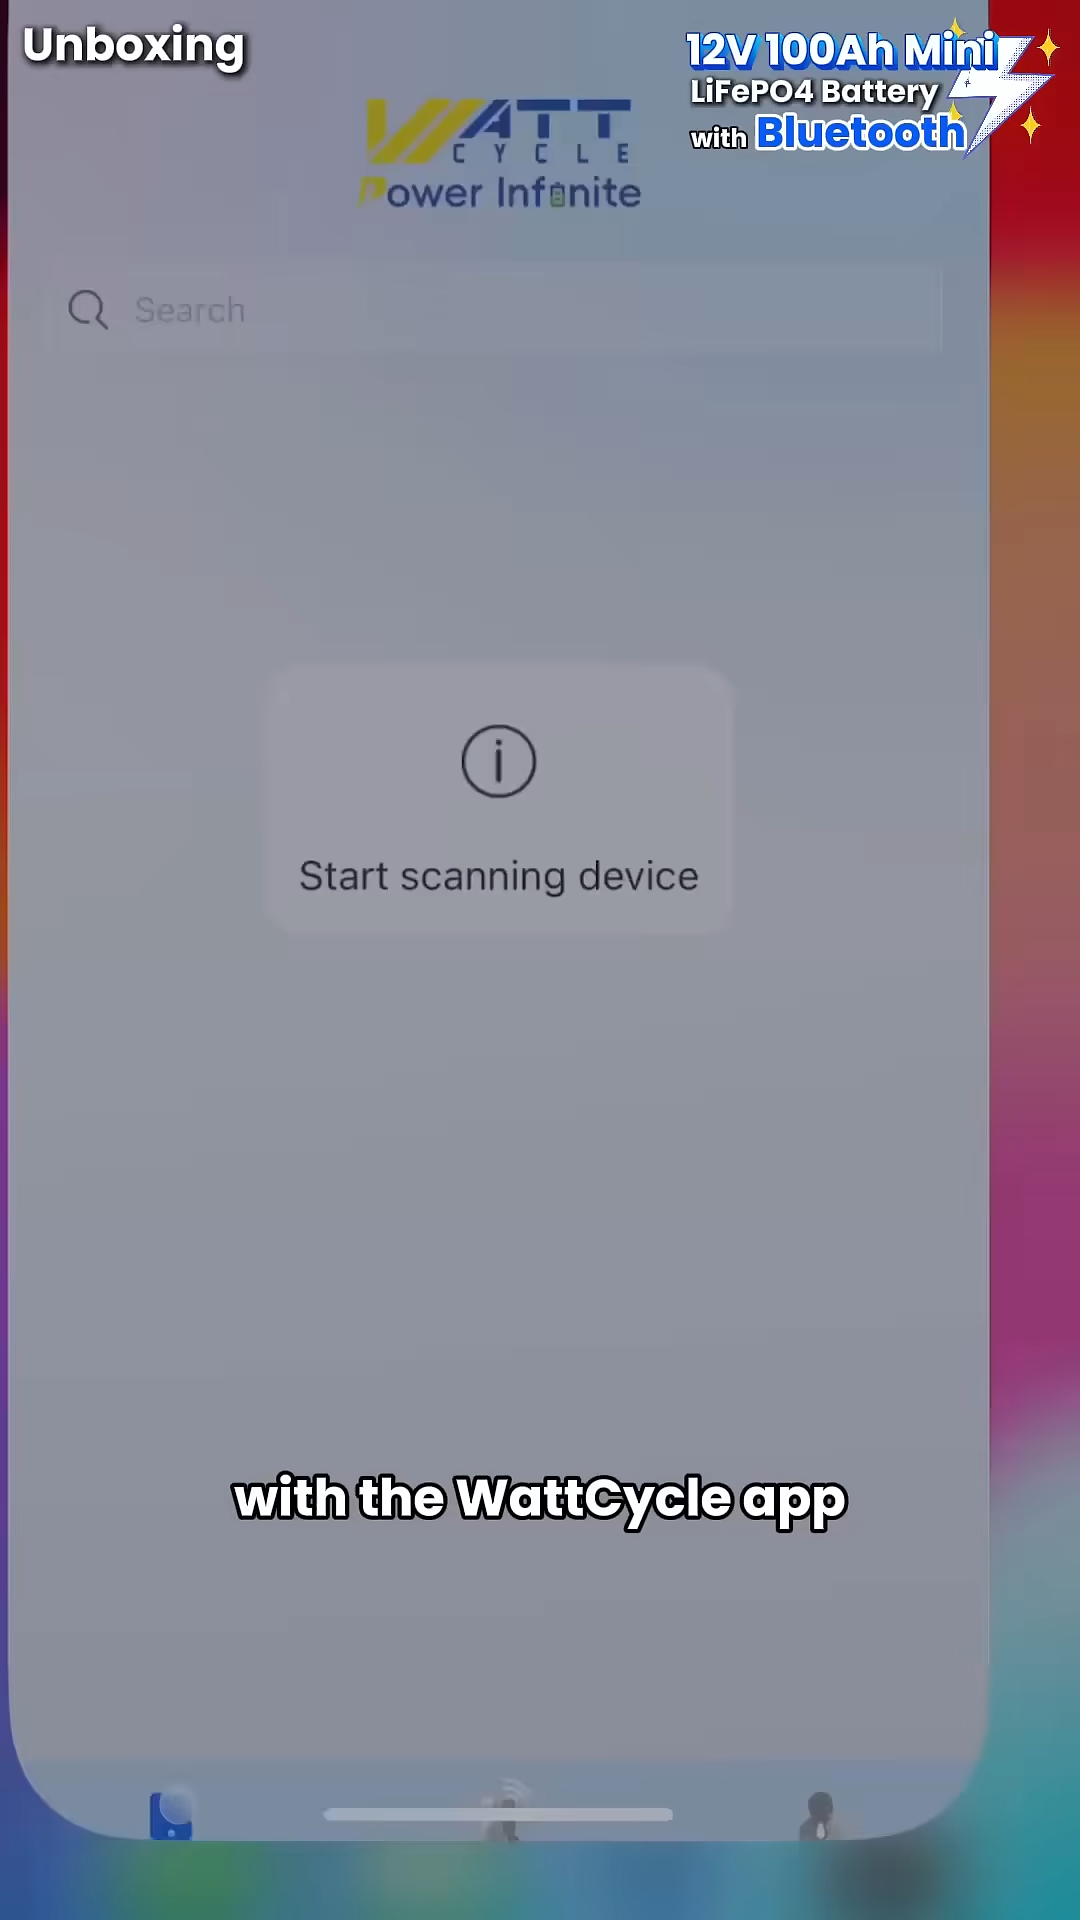 Unboxing
12V 100Ah Mini
LiFePO4 Battery
with Bluetooth
WATT
CYCLE
Power Infinite
Search
Start scanning device
with the WattCycle app